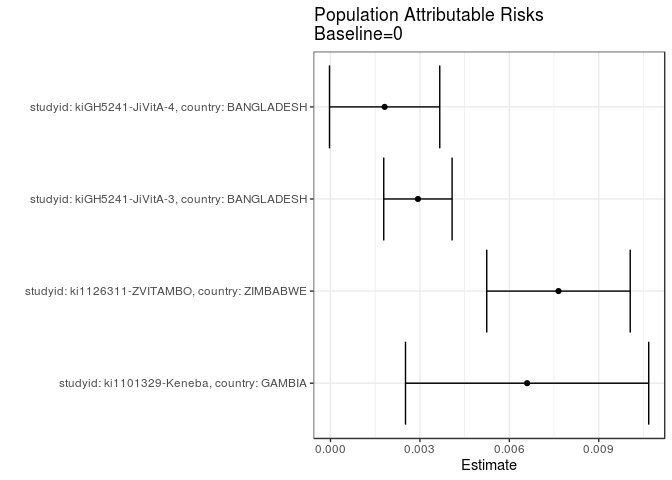 Population Attributable Risks
Baseline=0
studyid: kiGH5241-JiVitA-4, country: BANGLADESH
studyid: kiGH5241-JiVitA-3, country: BANGLADESH
studyid: ki1126311-ZVITAMBO, country: ZIMBABWE
studyid: ki1101329-Keneba, country: GAMBIA
0.000 0.003 0.006 0.009
Estimate